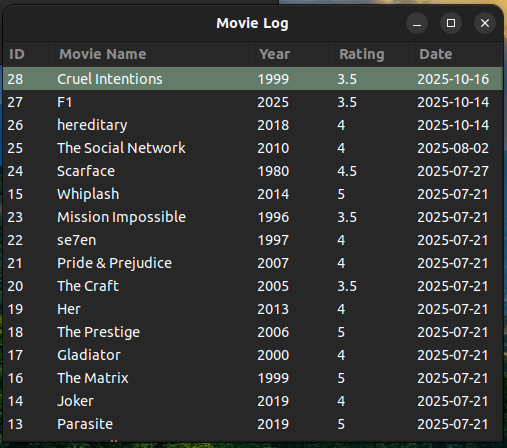 Movie Log
ID Movie Name Year Rating Date
28 Cruel Intentions 1999 3.5 2025-10-16
27 F1 2025 3.5 2025-10-14
26 hereditary 2018 4 2025-10-14
25 The Social Network 2010 4 2025-08-02
24 Scarface 1980 4.5 2025-07-27
15 Whiplash 2014 5 2025-07-21
23 Mission Impossible 1996 3.5 2025-07-21
22 se7en 1997 4 2025-07-21
21 Pride & Prejudice 2007 4 2025-07-21
20 The Craft 2005 3.5 2025-07-21
19 Her 2013 4 2025-07-21
18 The Prestige 2006 5 2025-07-21
17 Gladiator 2000 4 2025-07-21
16 The Matrix 1999 5 2025-07-21
14 Joker 2019 4 2025-07-21
13 Parasite 2019 5 2025-07-21